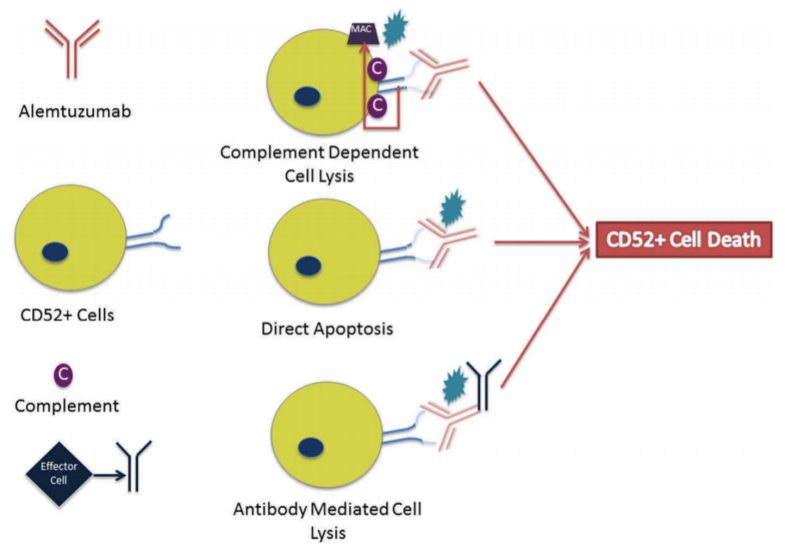 Alemtuzumab
CD52+ Cells
C
Complement
Effector
Cell
MAC
C
C
Complement Dependent
Cell Lysis
Direct Apoptosis
Antibody Mediated Cell
Lysis
CD52+ Cell Death